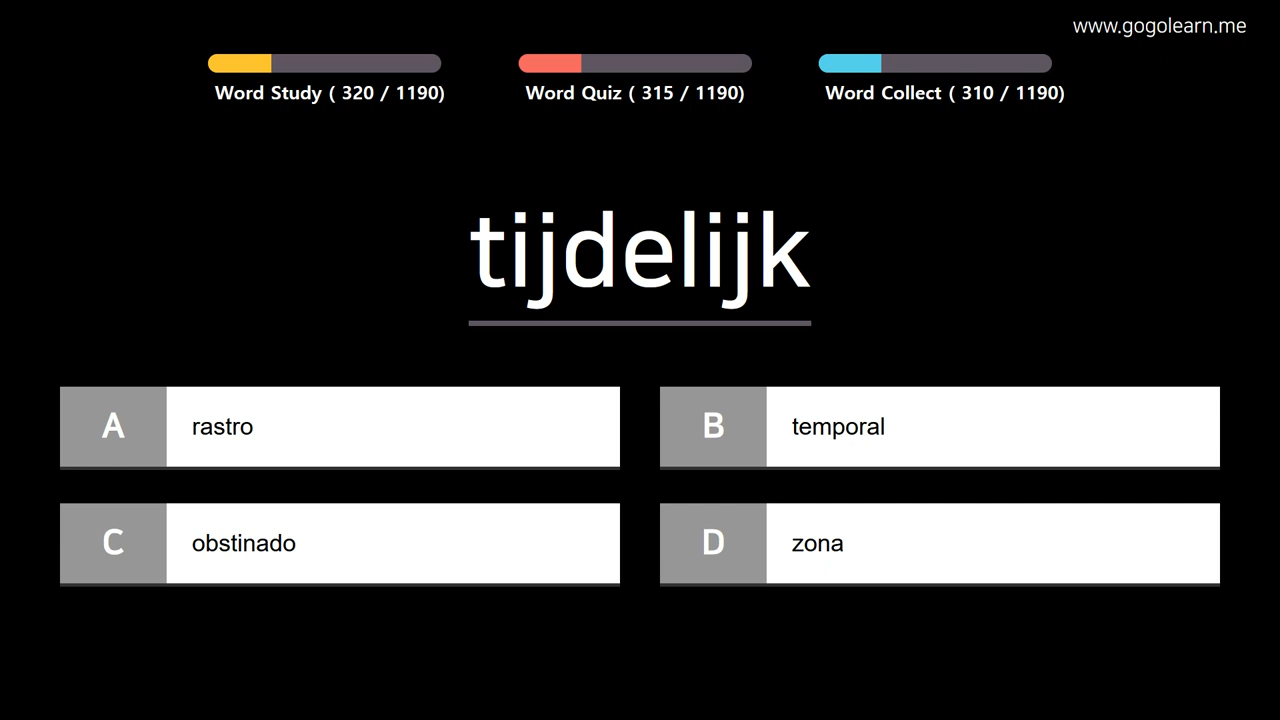 www.gogolearn.me
Word Study ( 320 / 1190)
Word Quiz ( 315 / 1190)
Word Collect ( 310 / 1190)
tijdelijk
A rastro
B temporal
C obstinado
D zona